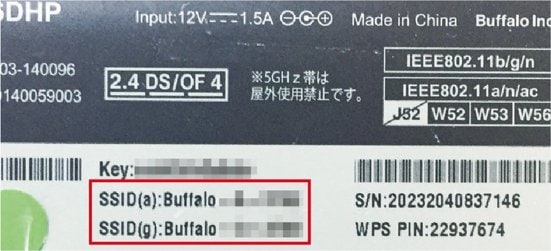 SDHP
Input:12V⎓1.5A
Made in China
Buffalo Inc
IEEE802.11b/g/n
03-140096
2.4 DS/OF 4
※5GHz帯は
屋外使用禁止です。
IEEE802.11a/n/ac
0140059003
J52 W52 W53 W56
Key:
SSID(a):Buffalo
S/N:20232040837146
SSID(g):Buffalo
WPS PIN:22937674